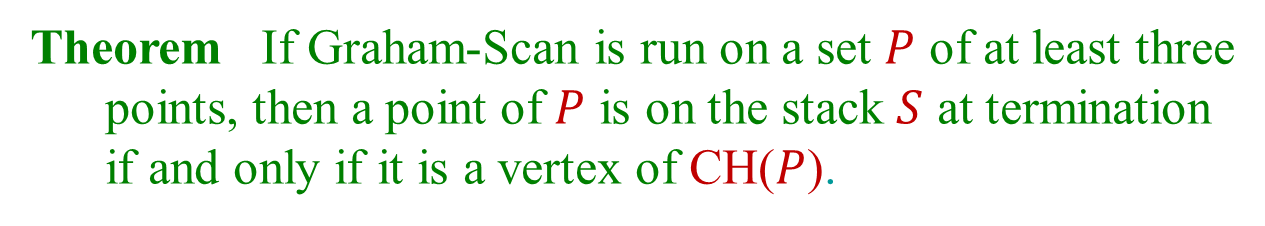 Theorem If Graham-Scan is run on a set P of at least three
points, then a point of P is on the stack S at termination
if and only if it is a vertex of CH(P).